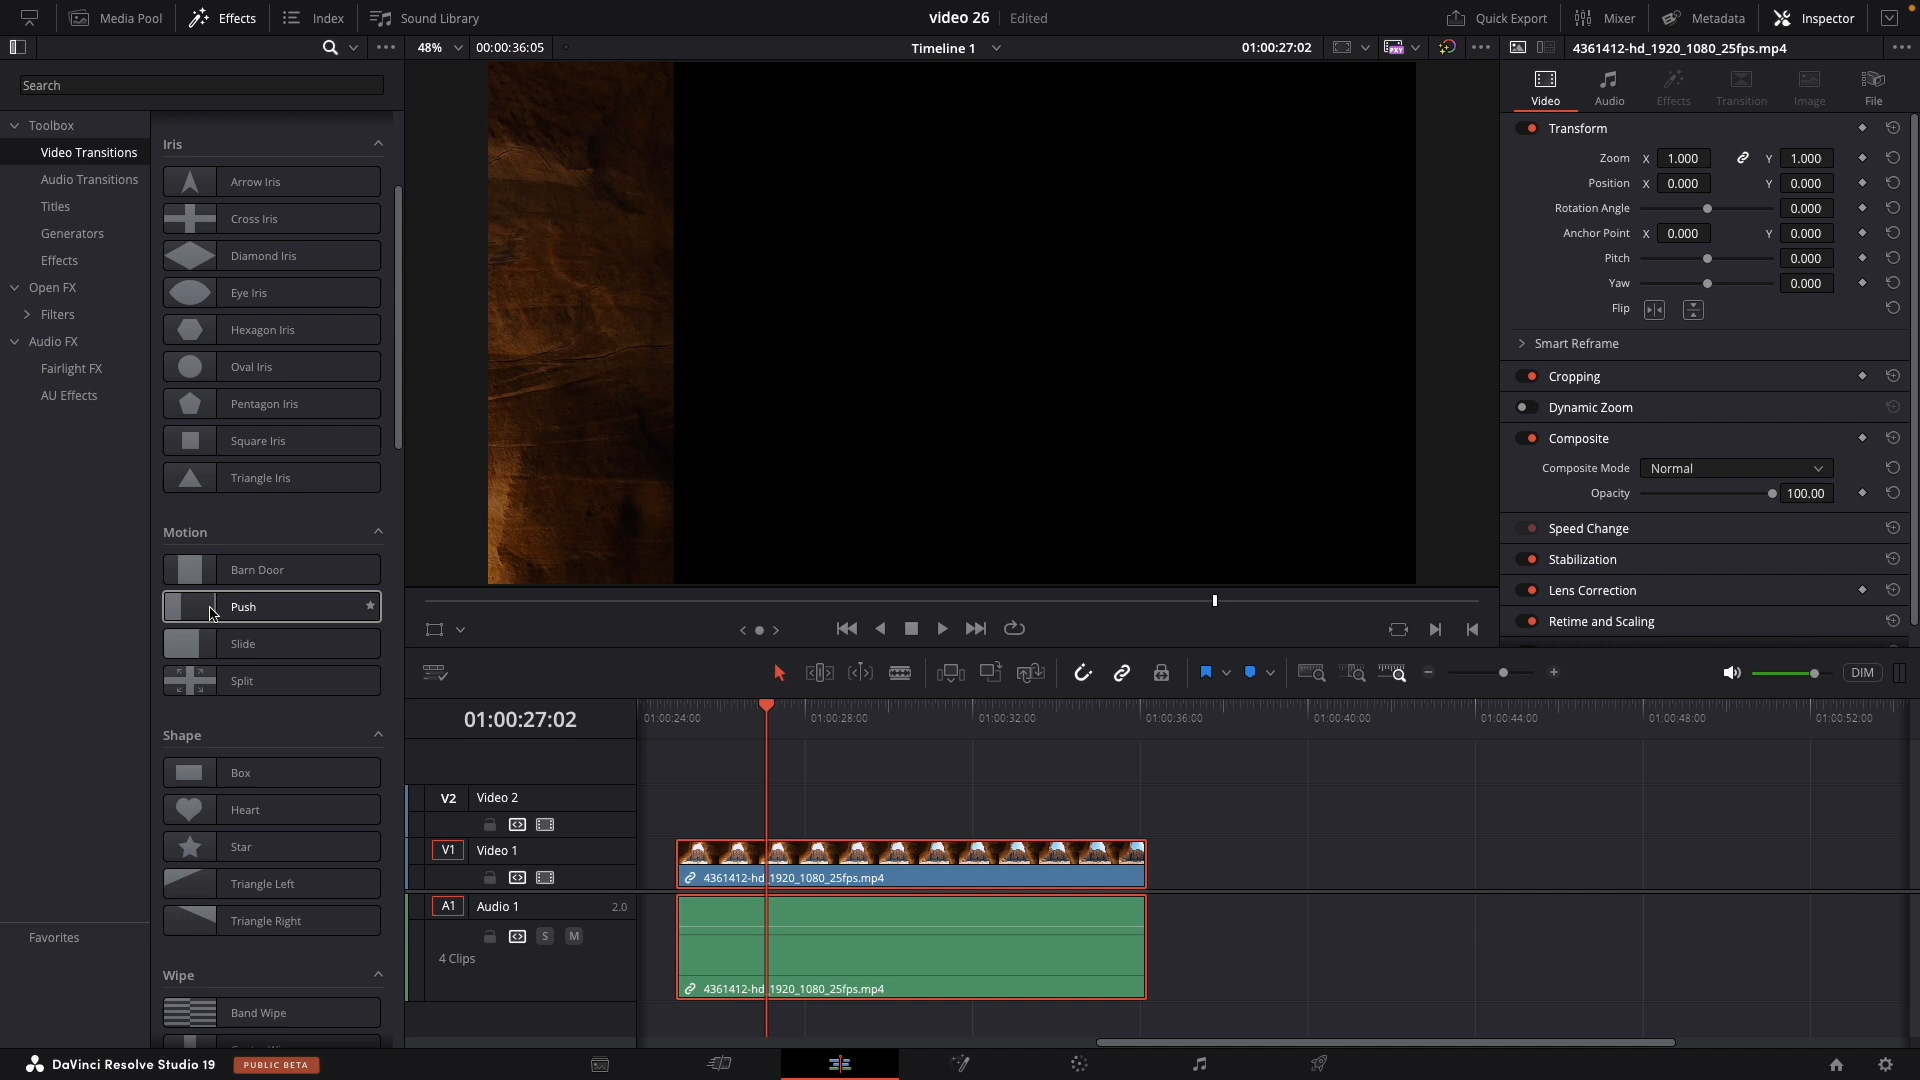 Media Pool Effects Index Sound Library video 26 Edited Quick Export Mixer Metadata Inspector
48% 00:00:36:05 Timeline 1 01:00:27:02 4361412-hd_1920_1080_25fps.mp4
Search
Toolbox
Video Transitions
Audio Transitions
Titles
Generators
Effects
Open FX
Filters
Audio FX
Fairlight FX
AU Effects
Favorites
Iris
Arrow Iris
Cross Iris
Diamond Iris
Eye Iris
Hexagon Iris
Oval Iris
Pentagon Iris
Square Iris
Triangle Iris
Motion
Barn Door
Push
Slide
Split
Shape
Box
Heart
Star
Triangle Left
Triangle Right
Wipe
Band Wipe
Video Audio Effects Transition Image File
Transform
Zoom X 1.000 Y 1.000
Position X 0.000 Y 0.000
Rotation Angle 0.000
Anchor Point X 0.000 Y 0.000
Pitch 0.000
Yaw 0.000
Flip
Smart Reframe
Cropping
Dynamic Zoom
Composite
Composite Mode Normal
Opacity 100.00
Speed Change
Stabilization
Lens Correction
Retime and Scaling
DIM
01:00:27:02
01:00:24:00 01:00:28:00 01:00:32:00 01:00:36:00 01:00:40:00 01:00:44:00 01:00:48:00 01:00:52:00
V2 Video 2
V1 Video 1
4361412-hd_1920_1080_25fps.mp4
A1 Audio 1 2.0
S M
4 Clips
4361412-hd_1920_1080_25fps.mp4
DaVinci Resolve Studio 19 PUBLIC BETA